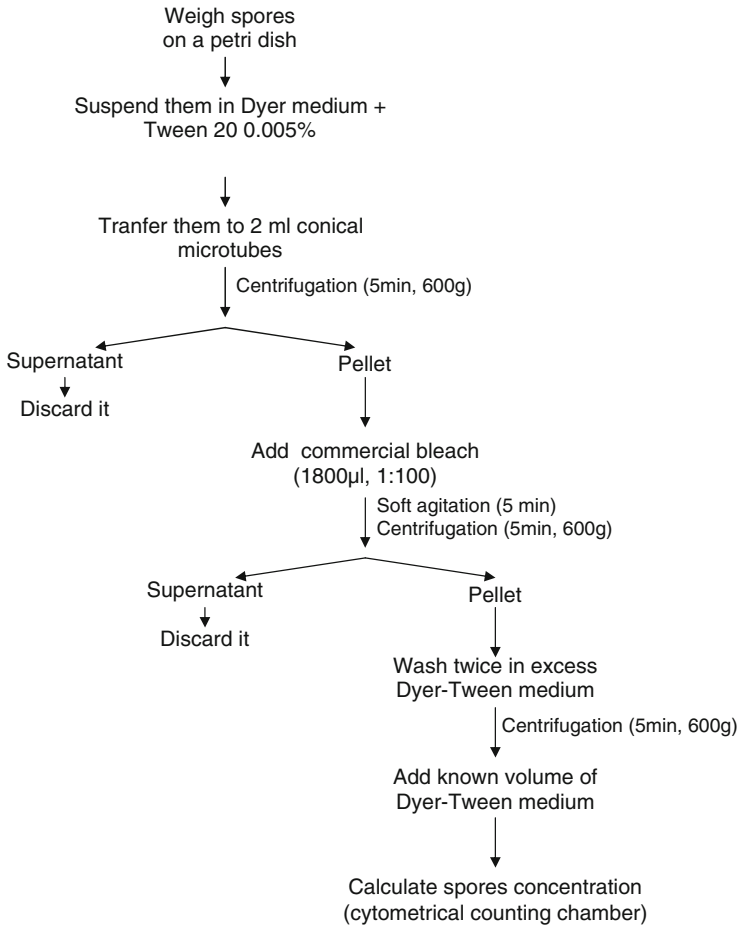 Weigh spores
on a petri dish
Suspend them in Dyer medium +
Tween 20 0.005%
Tranfer them to 2 ml conical
microtubes
Centrifugation (5min, 600g)
Supernatant
Pellet
Discard it
Add commercial bleach
(1800µl, 1:100)
Soft agitation (5 min)
Centrifugation (5min, 600g)
Supernatant
Pellet
Discard it
Wash twice in excess
Dyer-Tween medium
Centrifugation (5min, 600g)
Add known volume of
Dyer-Tween medium
Calculate spores concentration
(cytometrical counting chamber)